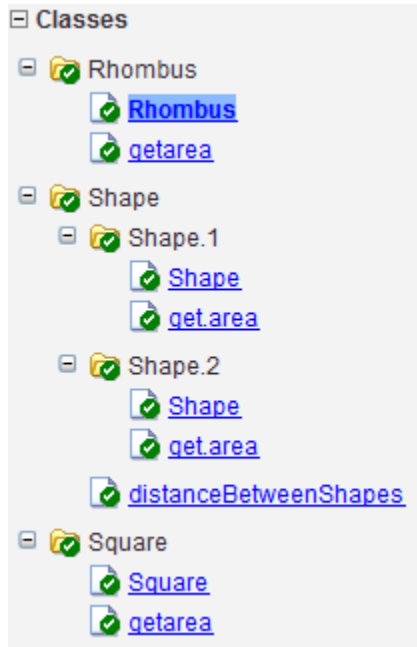 Classes
Rhombus
Rhombus
getarea
Shape
Shape.1
Shape
get.area
Shape.2
Shape
get.area
distanceBetweenShapes
Square
Square
getarea